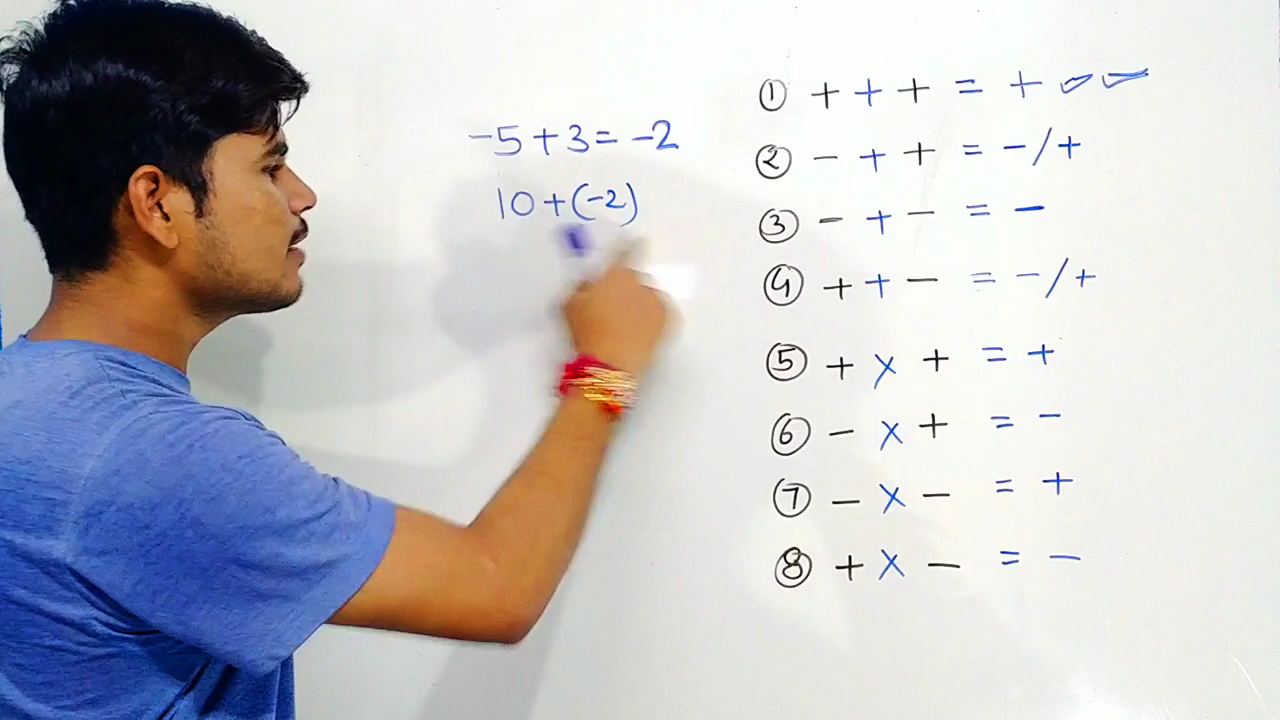 -5+3=-2
10+(-2)
① + + + = +
② - + + = -/+
③ - + - = -
④ + + - = -/+
⑤ + x + = +
⑥ - x + = -
⑦ - x - = +
⑧ + x - = -